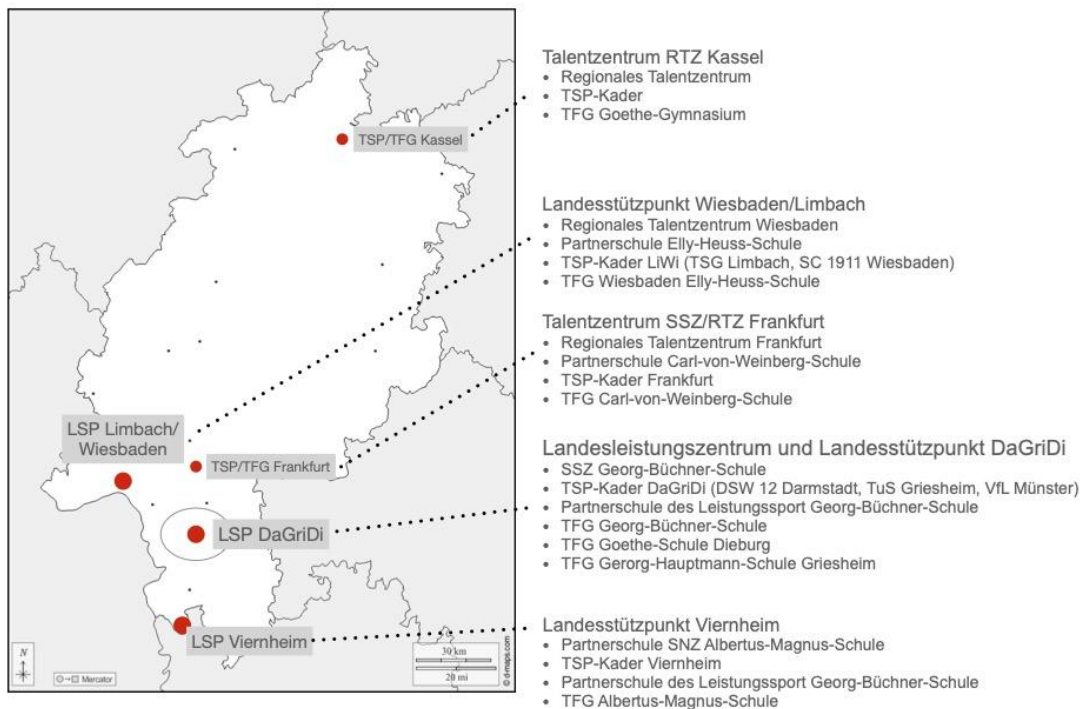 Talentzentrum RTZ Kassel
• Regionales Talentzentrum
• TSP-Kader
• TFG Goethe-Gymnasium
TSP/TFG Kassel
Landesstützpunkt Wiesbaden/Limbach
• Regionales Talentzentrum Wiesbaden
• Partnerschule Elly-Heuss-Schule
• TSP-Kader LiWi (TSG Limbach, SC 1911 Wiesbaden)
• TFG Wiesbaden Elly-Heuss-Schule
Talentzentrum SSZ/RTZ Frankfurt
• Regionales Talentzentrum Frankfurt
• Partnerschule Carl-von-Weinberg-Schule
• TSP-Kader Frankfurt
• TFG Carl-von-Weinberg-Schule
LSP Limbach/
Wiesbaden
TSP/TFG Frankfurt
Landesleistungszentrum und Landesstützpunkt DaGriDi
• SSZ Georg-Büchner-Schule
• TSP-Kader DaGriDi (DSW 12 Darmstadt, TuS Griesheim, VfL Münster)
• Partnerschule des Leistungssport Georg-Büchner-Schule
• TFG Georg-Büchner-Schule
• TFG Goethe-Schule Dieburg
• TFG Gerorg-Hauptmann-Schule Griesheim
LSP DaGriDi
Landesstützpunkt Viernheim
• Partnerschule SNZ Albertus-Magnus-Schule
• TSP-Kader Viernheim
• Partnerschule des Leistungssport Georg-Büchner-Schule
• TFG Albertus-Magnus-Schule
LSP Viernheim
N
Mercator
30 km
20 mi
© d-maps.com